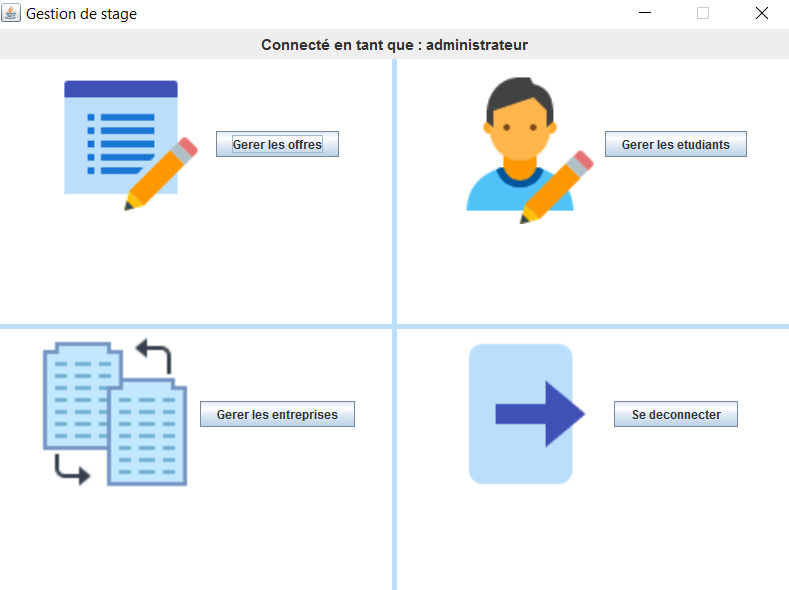 Gestion de stage
Connecté en tant que : administrateur
Gerer les offres
Gerer les etudiants
Gerer les entreprises
Se deconnecter